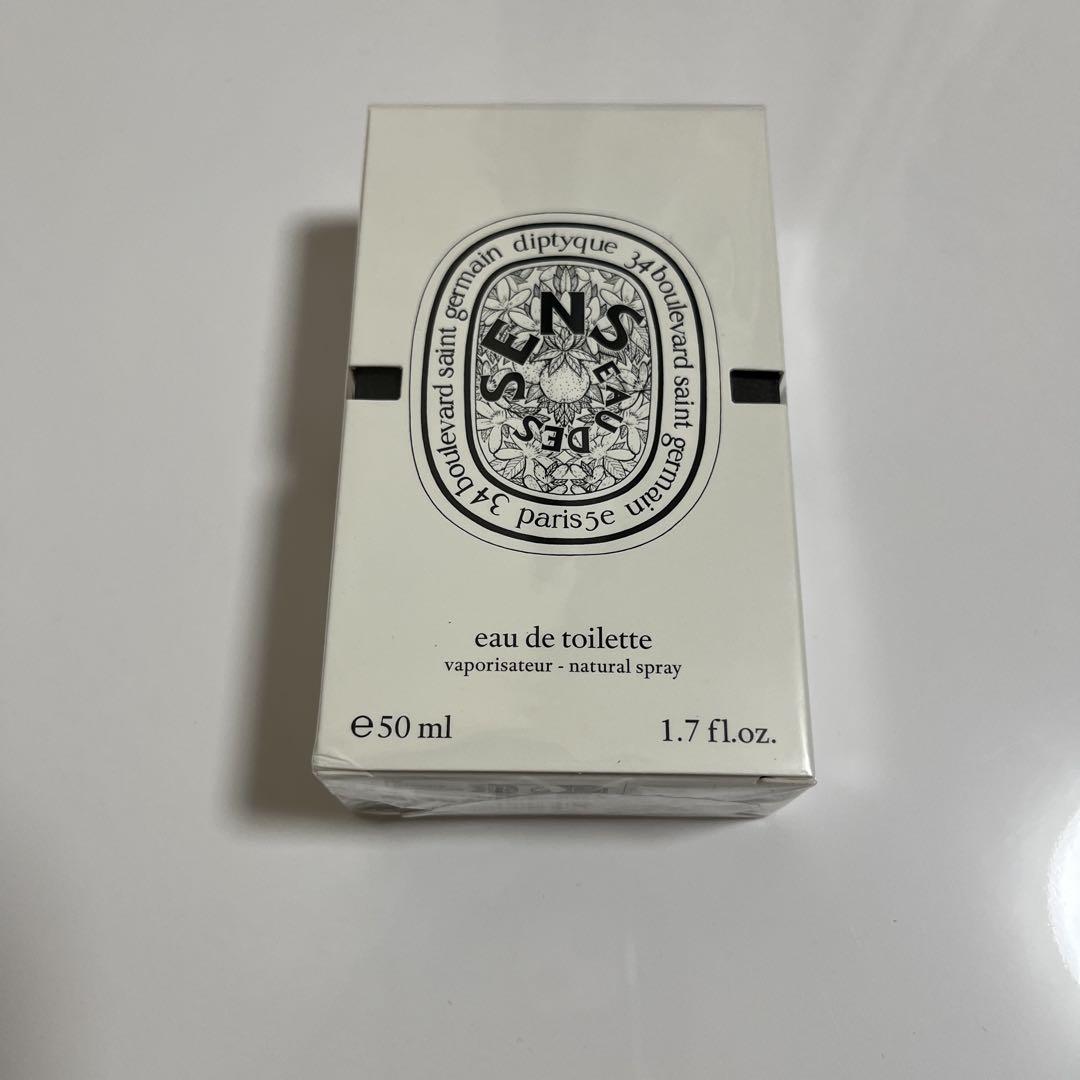 34 boulevard saint germain diptyque 34 boulevard saint germain
paris 5e
EAU DES SENS
eau de toilette
vaporisateur - natural spray
e 50 ml
1.7 fl.oz.